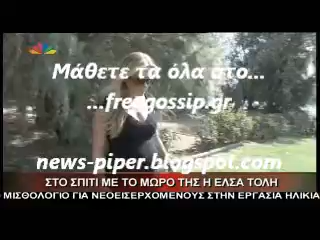 Μάθετε τα όλα στο...
...freegossip.gr
news-piper.blogspot.com
ΣΤΟ ΣΠΙΤΙ ΜΕ ΤΟ ΜΩΡΟ ΤΗΣ Η ΕΛΣΑ ΤΟΛΗ
Ο ΜΙΣΘΟΛΟΓΙΟ ΓΙΑ ΝΕΟΕΙΣΕΡΧΟΜΕΝΟΥΣ ΣΤΗΝ ΕΡΓΑΣΙΑ ΗΛΙΚΙΑ